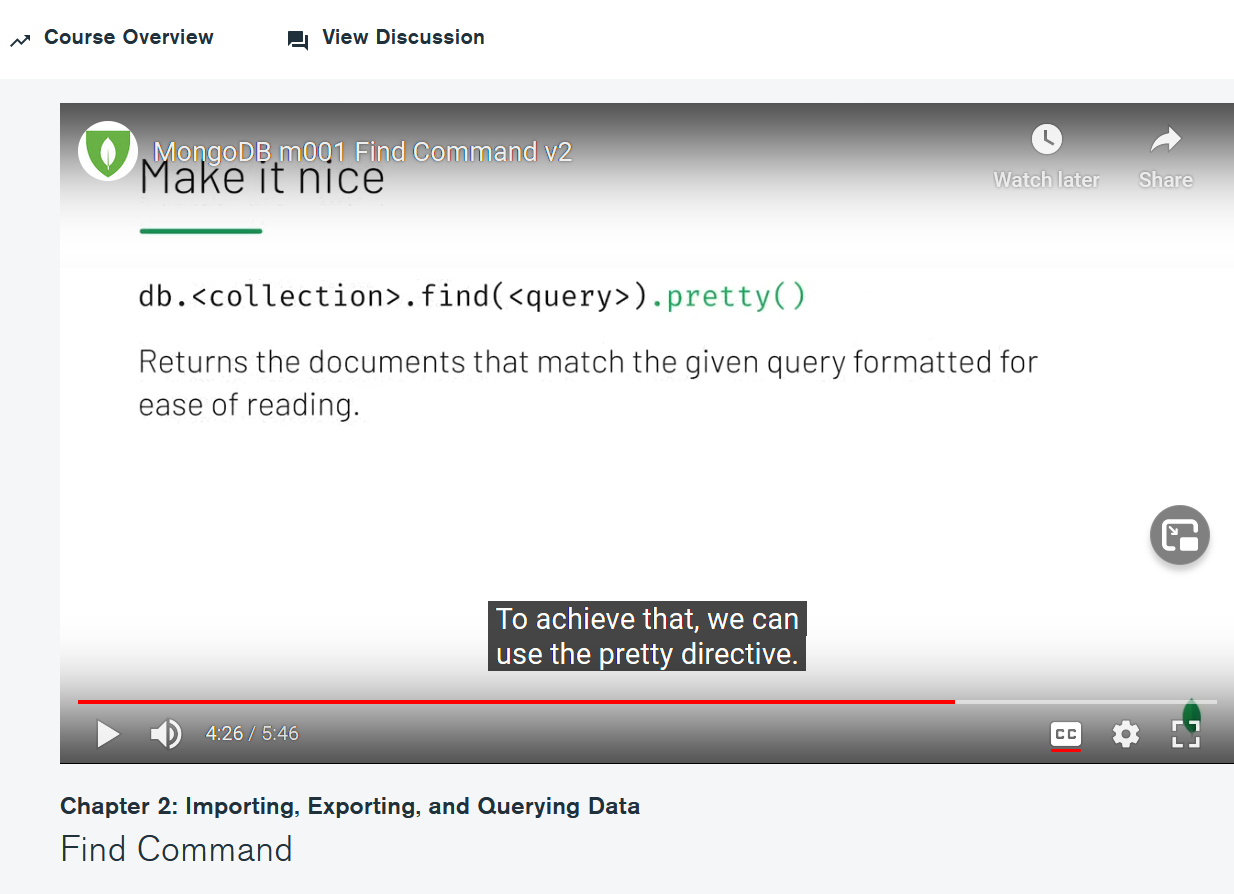 Course Overview
View Discussion
MongoDB m001 Find Command v2
Make it nice
Watch later
Share
db.<collection>.find(<query>).pretty()
Returns the documents that match the given query formatted for
ease of reading.
To achieve that, we can
use the pretty directive.
4:26 / 5:46
CC
Chapter 2: Importing, Exporting, and Querying Data
Find Command